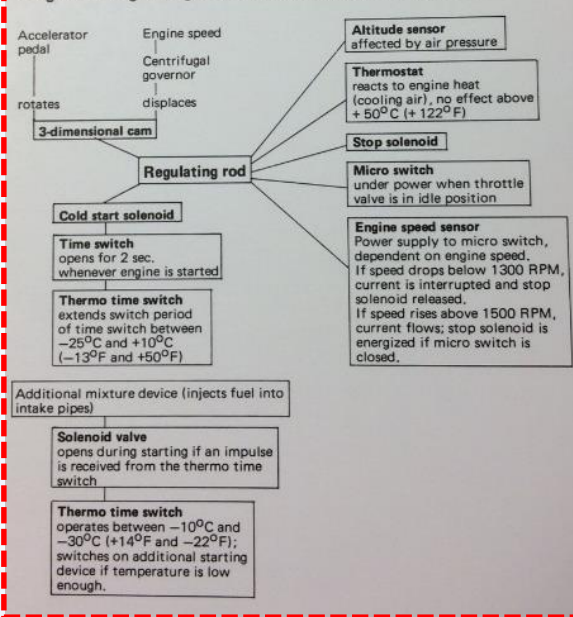 Accelerator
pedal
rotates
Engine speed
Centrifugal
governor
displaces
3-dimensional cam
Regulating rod
Altitude sensor
affected by air pressure
Thermostat
reacts to engine heat
(cooling air), no effect above
+ 50°C (+ 122°F)
Stop solenoid
Micro switch
under power when throttle
valve is in idle position
Engine speed sensor
Power supply to micro switch,
dependent on engine speed.
If speed drops below 1300 RPM,
current is interrupted and stop
solenoid released.
If speed rises above 1500 RPM,
current flows; stop solenoid is
energized if micro switch is
closed.
Cold start solenoid
Time switch
opens for 2 sec.
whenever engine is started
Thermo time switch
extends switch period
of time switch between
−25°C and +10°C
(−13°F and +50°F)
Additional mixture device (injects fuel into
intake pipes)
Solenoid valve
opens during starting if an impulse
is received from the thermo time
switch
Thermo time switch
operates between −10°C and
−30°C (+14°F and −22°F);
switches on additional starting
device if temperature is low
enough.